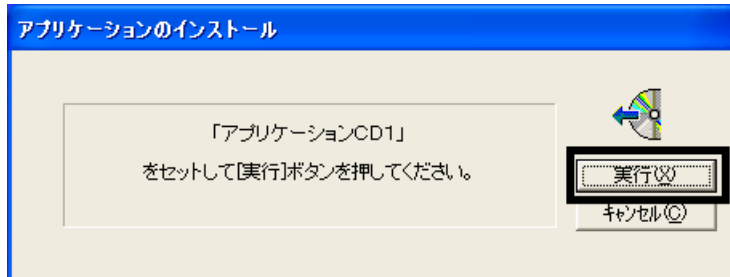 アプリケーションのインストール
「アプリケーションCD1」
をセットして[実行]ボタンを押してください。
実行(X)
キャンセル(C)